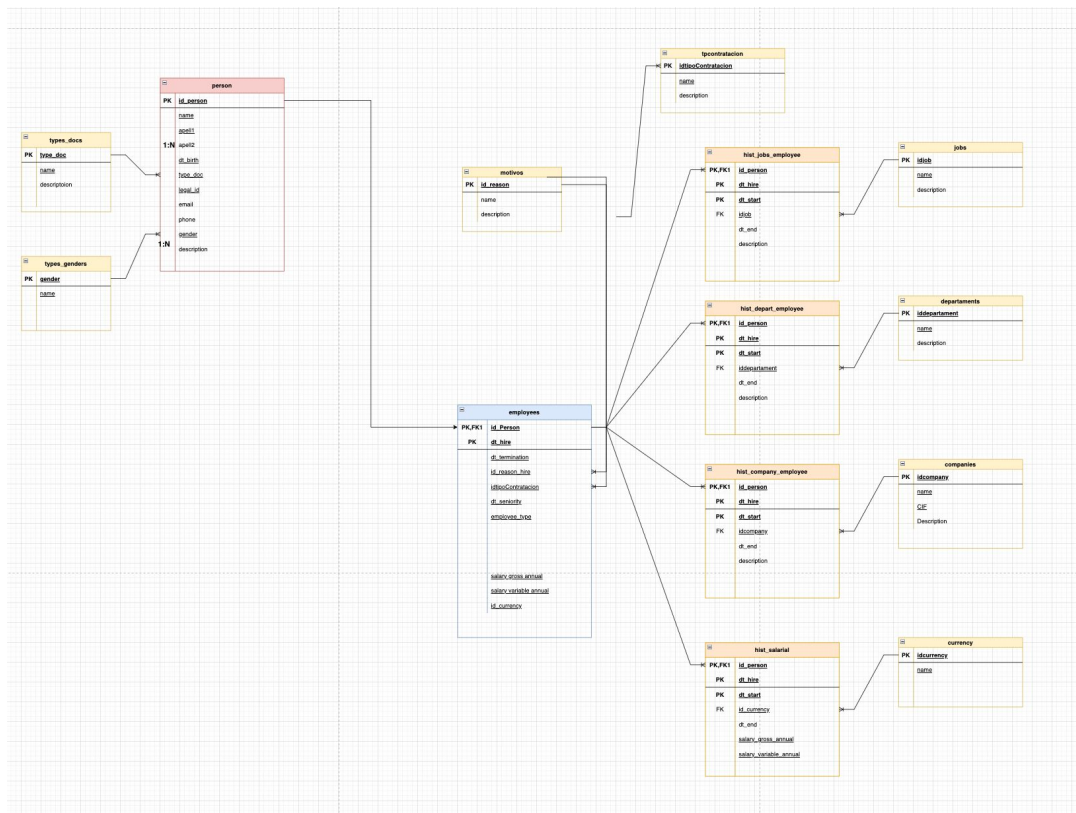 tpcontratacion
PK idtipoContratacion
name
description
person
PK id_person
name
apell1
1:N apell2
dt_birth
type_doc
legal_id
email
phone
gender
1:N
description
types_docs
PK type_doc
name
descriptoion
types_genders
PK gender
name
motivos
PK id_reason
name
description
hist_jobs_employee
PK,FK1 id_person
PK dt_hire
PK dt_start
FK idjob
dt_end
description
jobs
PK idjob
name
description
hist_depart_employee
PK,FK1 id_person
PK dt_hire
PK dt_start
FK iddepartament
dt_end
description
departaments
PK iddepartament
name
description
employees
PK,FK1 id_Person
PK dt_hire
dt_termination
id_reason_hire
idtipoContratacion
dt_seniority
employee_type
salary gross annual
salary variable annual
id_currency
hist_company_employee
PK,FK1 id_person
PK dt_hire
PK dt_start
FK idcompany
dt_end
description
companies
PK idcompany
name
CIF
Description
hist_salarial
PK,FK1 id_person
PK dt_hire
PK dt_start
FK id_currency
dt_end
salary_gross_annual
salary_variable_annual
currency
PK idcurrency
name